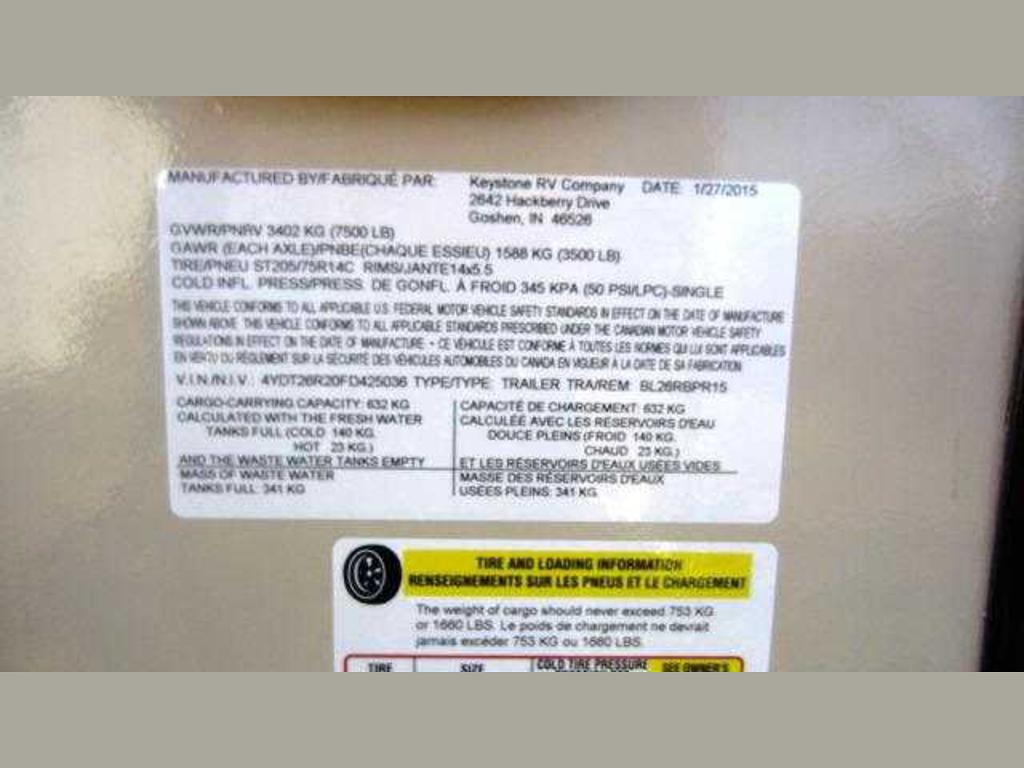 MANUFACTURED BY/FABRIQUÉ PAR: Keystone RV Company DATE: 1/27/2015
2642 Hackberry Drive
Goshen, IN 46526
GVWR/PNBV 3402 KG (7500 LB)
GAWR (EACH AXLE)/PNBE(CHAQUE ESSIEU) 1588 KG (3500 LB)
TIRE/PNEU ST205/75R14C RIMS/JANTE14x5.5
COLD INFL. PRESS/PRESS. DE GONFL. À FROID 345 KPA (50 PSI/LPC)-SINGLE
THIS VEHICLE CONFORMS TO ALL APPLICABLE U.S. FEDERAL MOTOR VEHICLE SAFETY STANDARDS IN EFFECT ON THE DATE OF MANUFACTURE
SHOWN ABOVE. THIS VEHICLE CONFORMS TO ALL APPLICABLE STANDARDS PRESCRIBED UNDER THE CANADIAN MOTOR VEHICLE SAFETY
REGULATIONS IN EFFECT ON THE DATE OF MANUFACTURE • CE VÉHICULE EST CONFORME À TOUTES LES NORMES QUI LUI SONT APPLICABLES
EN VERTU DU RÈGLEMENT SUR LA SÉCURITÉ DES VÉHICULES AUTOMOBILES DU CANADA EN VIGUEUR À LA DATE DE SA FABRICATION
V.I.N./N.I.V.: 4YDT26R20FD425036 TYPE/TYPE: TRAILER TRA/REM: BL26RBPR15
CARGO-CARRYING CAPACITY: 632 KG
CALCULATED WITH THE FRESH WATER
TANKS FULL (COLD 140 KG.
HOT 23 KG.)
AND THE WASTE WATER TANKS EMPTY
MASS OF WASTE WATER
TANKS FULL: 341 KG
CAPACITÉ DE CHARGEMENT: 632 KG
CALCULÉE AVEC LES RÉSERVOIRS D'EAU
DOUCE PLEINS (FROID 140 KG.
CHAUD 23 KG.)
ET LES RÉSERVOIRS D'EAUX USÉES VIDES
MASSE DES RÉSERVOIRS D'EAUX
USÉES PLEINS: 341 KG
TIRE AND LOADING INFORMATION
RENSEIGNEMENTS SUR LES PNEUS ET LE CHARGEMENT
The weight of cargo should never exceed 753 KG
or 1660 LBS. Le poids de chargement ne devrait
jamais excéder 753 KG ou 1660 LBS.
TIRE SIZE COLD TIRE PRESSURE SEE OWNER'S